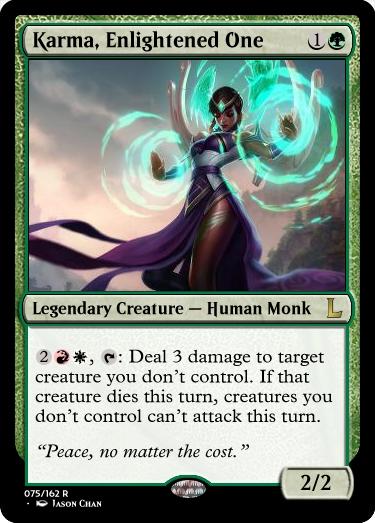 Karma, Enlightened One 1
Legendary Creature — Human Monk L
2, : Deal 3 damage to target
creature you don't control. If that
creature dies this turn, creatures you
don't control can't attack this turn.
“Peace, no matter the cost.”
2/2
075/162 R
· Jason Chan